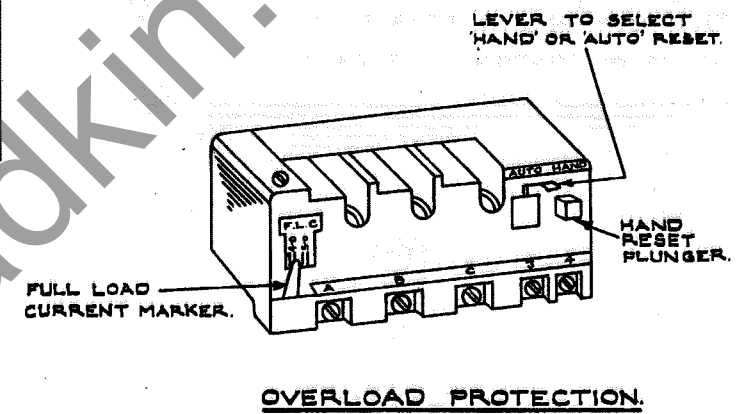 LEVER TO SELECT
'HAND' OR 'AUTO' RESET.
AUTO HAND
F.L.C
HAND
RESET
PLUNGER.
A B C 3 4
FULL LOAD
CURRENT MARKER.
OVERLOAD PROTECTION.